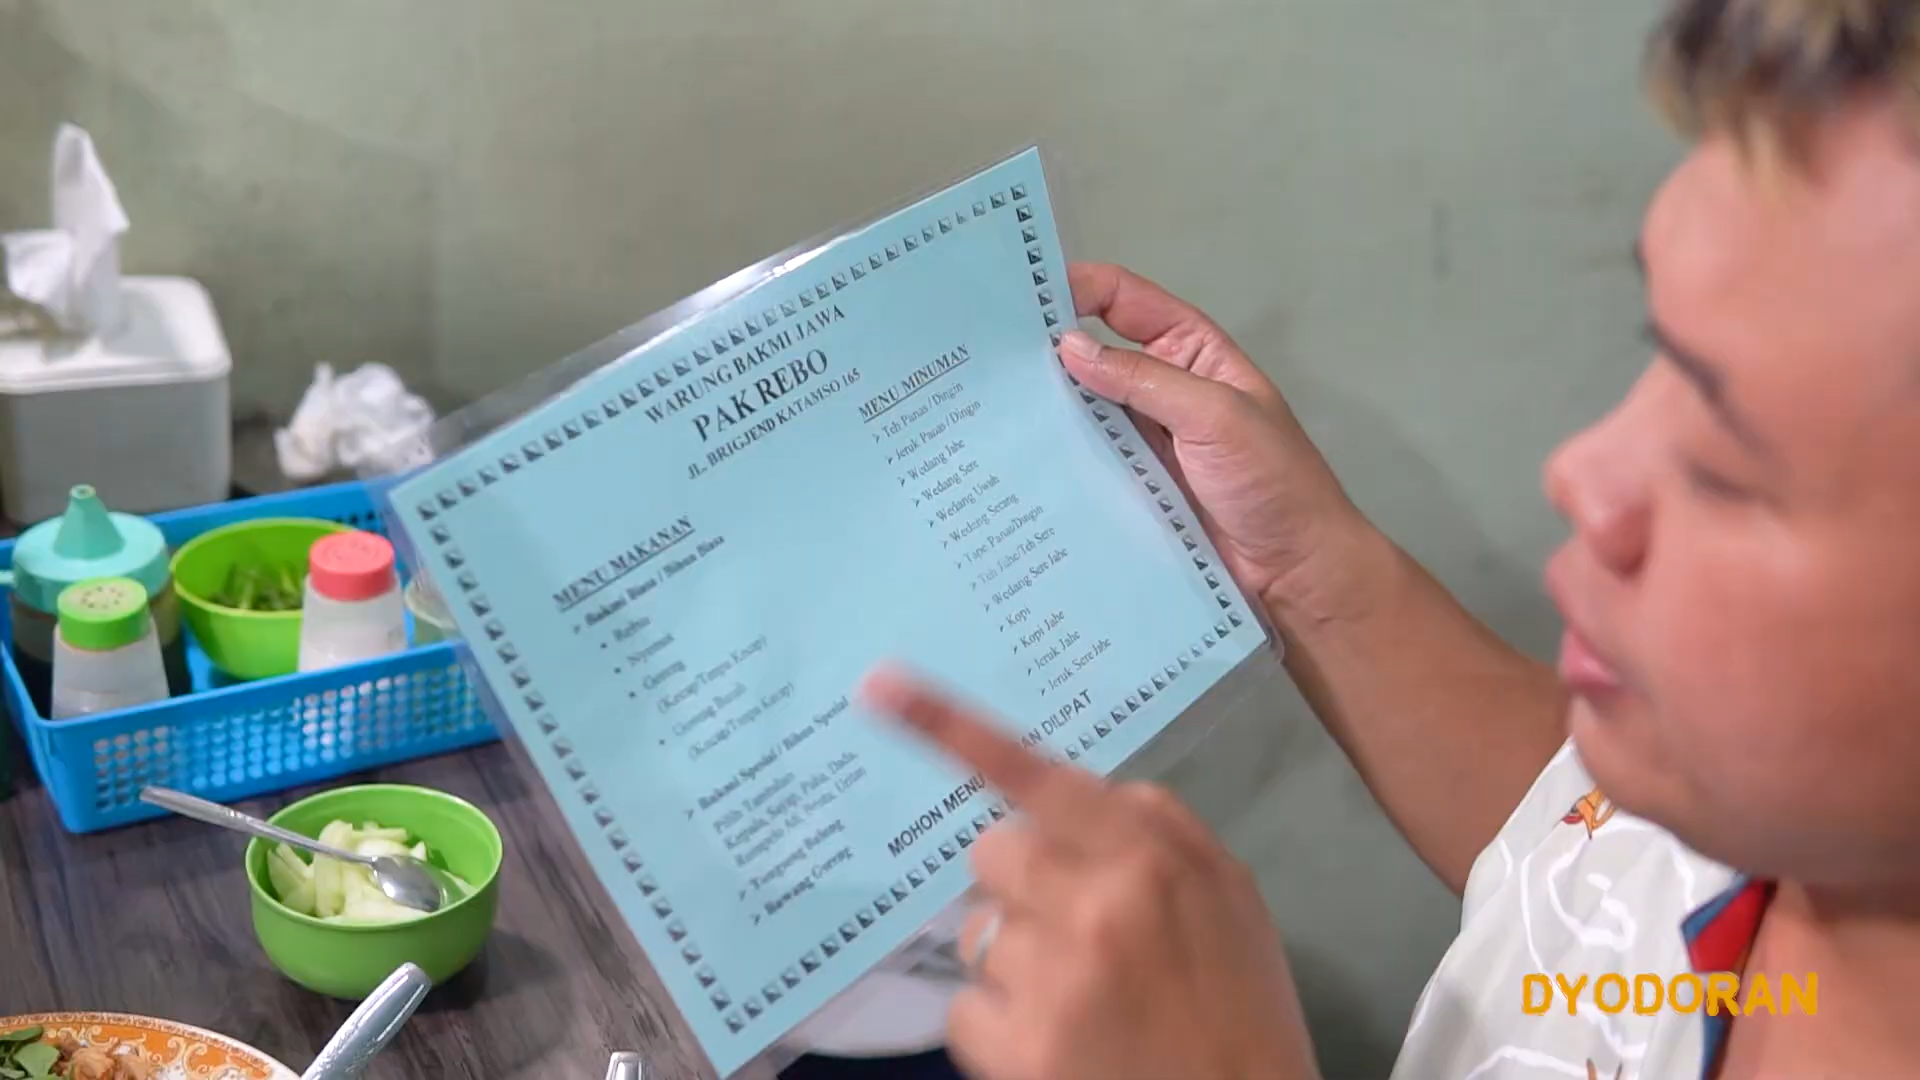 WARUNG BAKMI JAWA
PAK REBO
JL. BRIGJEND KATAMSO 165
MENU MAKANAN
Bakmi Biasa / Bihun Biasa
Rebus
Nyemek
Goreng
(Kecap/Tanpa Kecap)
Goreng Basah
(Kecap/Tanpa Kecap)
Bakmi Spesial / Bihun Spesial
Pilih Tambahan
Kepala, Sayap, Paha, Dada,
Rempelo Ati, Uritan
Tongseng Balung
Bawang Goreng
MENU MINUMAN
Teh Panas / Dingin
Jeruk Panas / Dingin
Wedang Jahe
Wedang Sere
Wedang Uwuh
Wedang Secang
Tape Panas/Dingin
Teh Jahe/Teh Sere
Wedang Sere Jahe
Kopi
Kopi Jahe
Jeruk Jahe
Jeruk Sere Jahe
MOHON MENU AN DILIPAT
DYODORAN